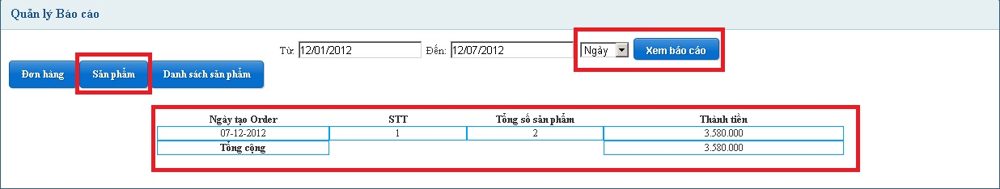 Quản lý Báo cáo
Từ: 12/01/2012 Đến: 12/07/2012 Ngày Xem báo cáo
Đơn hàng Sản phẩm Danh sách sản phẩm
Ngày tạo Order STT Tổng số sản phẩm Thành tiền
07-12-2012 1 2 3.580.000
Tổng cộng 3.580.000